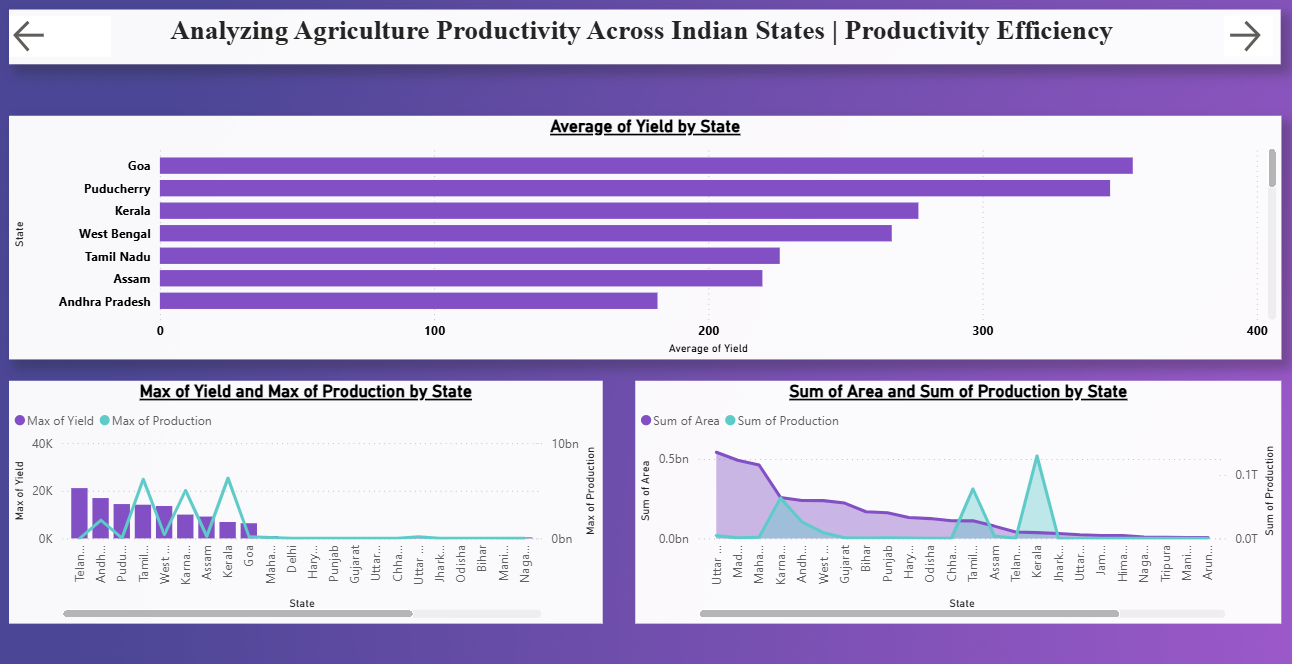 Analyzing Agriculture Productivity Across Indian States | Productivity Efficiency
Average of Yield by State
State
Goa
Puducherry
Kerala
West Bengal
Tamil Nadu
Assam
Andhra Pradesh
0 100 200 300 400
Average of Yield
Max of Yield and Max of Production by State
Max of Yield Max of Production
Max of Yield
40K
20K
0K
10bn
0bn
Max of Production
Telan...
Andh...
Pudu...
Tamil...
West ...
Karna...
Assam
Kerala
Goa
Maha...
Delhi
Hary...
Punjab
Gujarat
Uttar...
Chha...
Uttar ...
Jhark...
Odisha
Bihar
Mani...
Naga...
State
Sum of Area and Sum of Production by State
Sum of Area Sum of Production
Sum of Area
0.5bn
0.0bn
0.1T
0.0T
Sum of Production
Uttar ...
Mad...
Maha...
Karna...
Andh...
West ...
Gujarat
Bihar
Punjab
Hary...
Odisha
Chha...
Tamil...
Assam
Telan...
Kerala
Jhark...
Uttar...
Jam...
Hima...
Naga...
Tripura
Mani...
Arun...
State